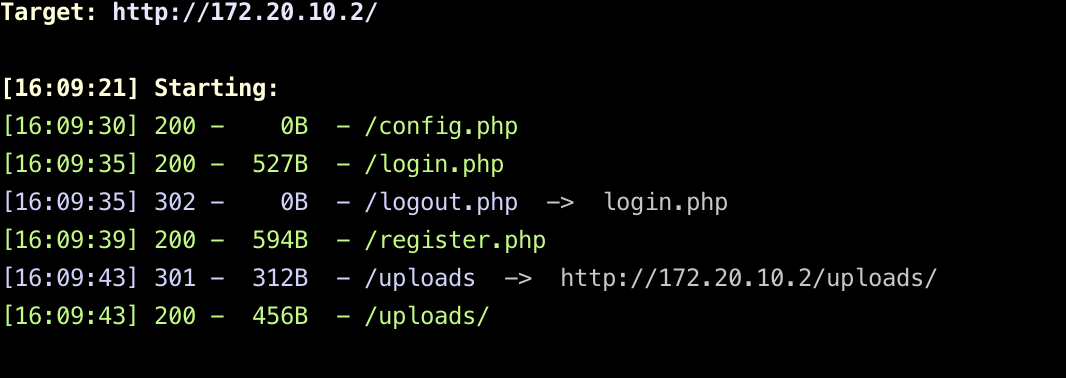 Target: http://172.20.10.2/
[16:09:21] Starting:
[16:09:30] 200 -    0B  - /config.php
[16:09:35] 200 -  527B  - /login.php
[16:09:35] 302 -    0B  - /logout.php  ->  login.php
[16:09:39] 200 -  594B  - /register.php
[16:09:43] 301 -  312B  - /uploads  ->  http://172.20.10.2/uploads/
[16:09:43] 200 -  456B  - /uploads/